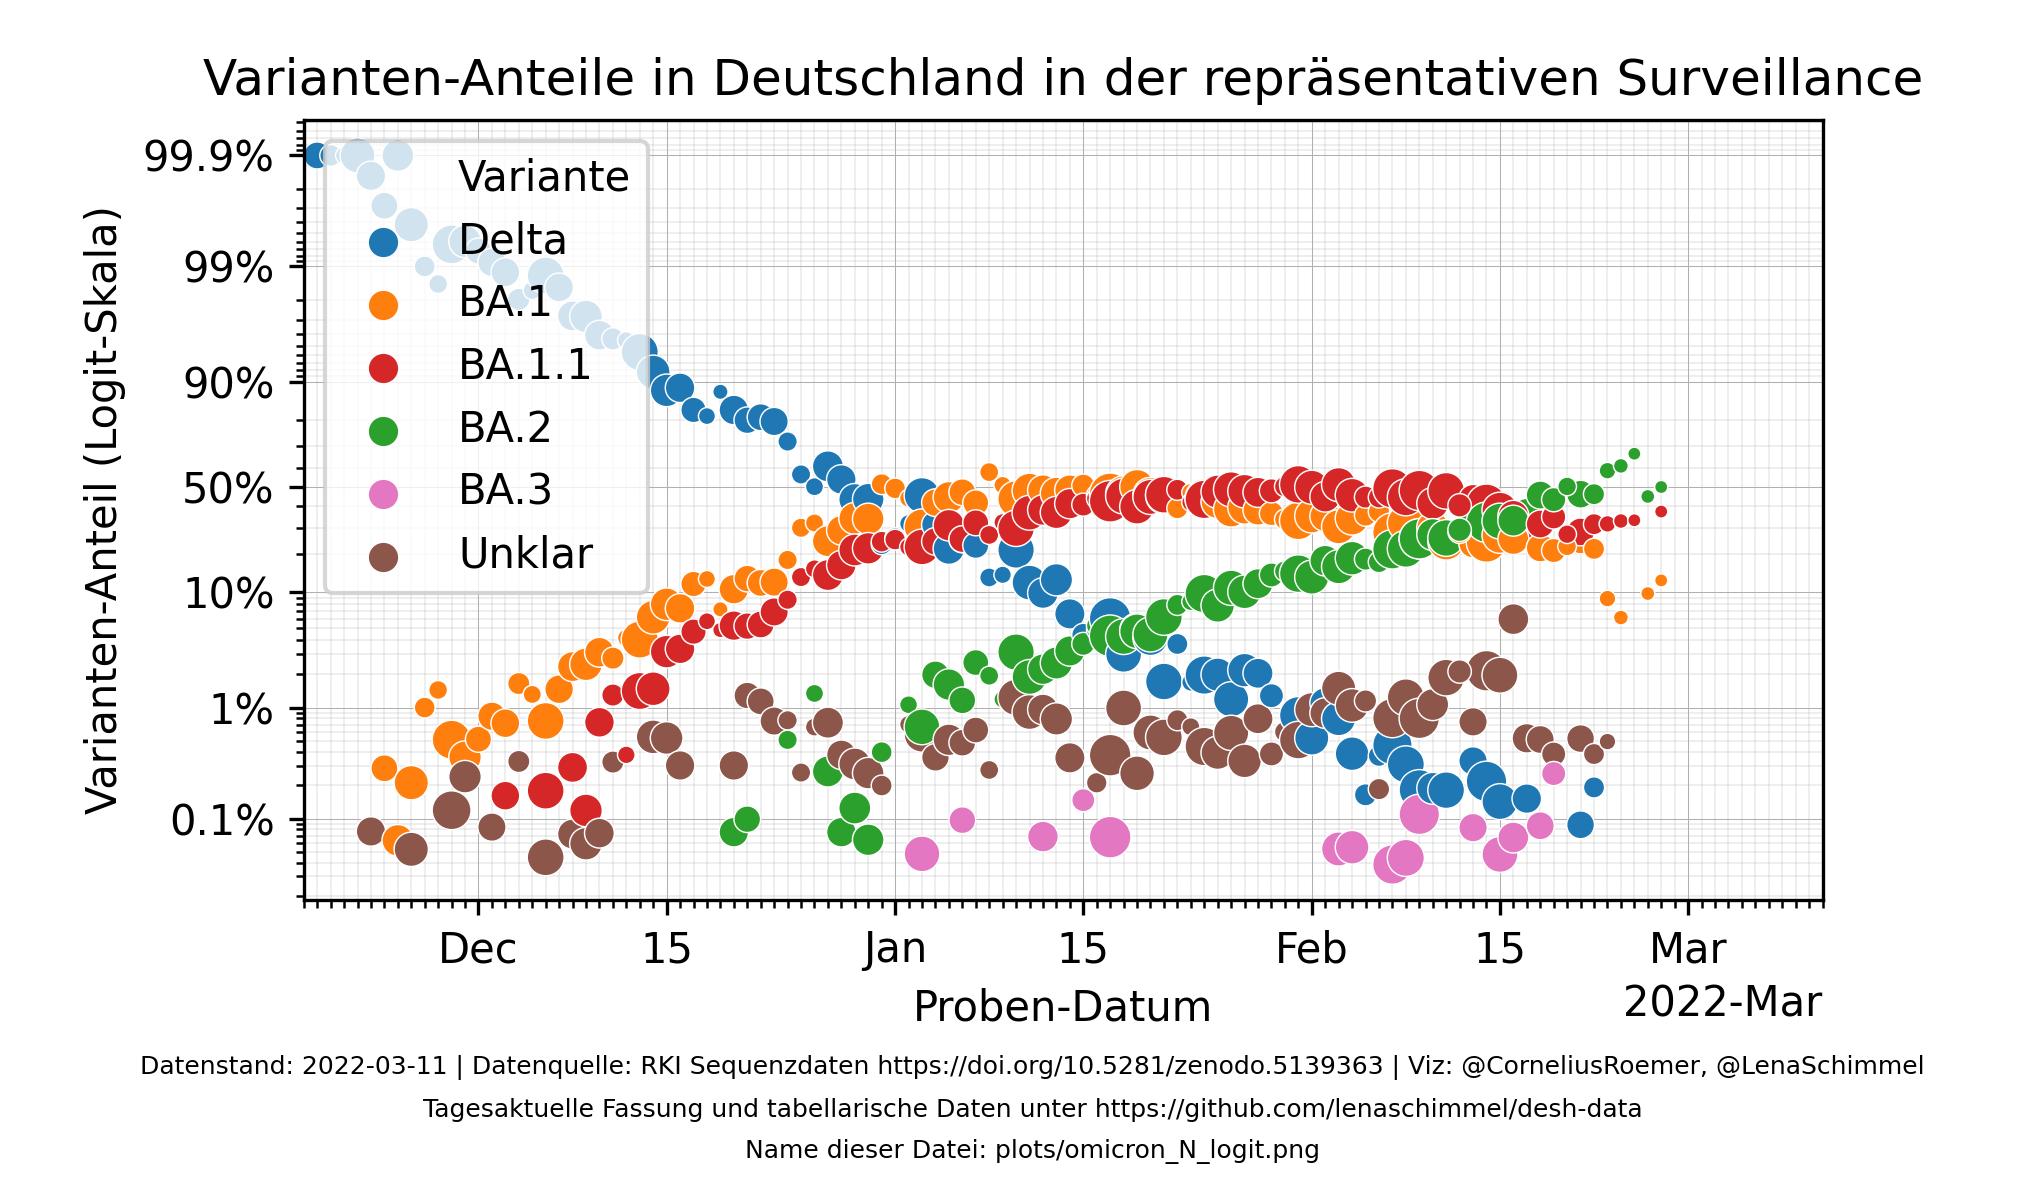 Varianten-Anteile in Deutschland in der repräsentativen Surveillance
Varianten-Anteil (Logit-Skala)
99.9%
99%
90%
50%
10%
1%
0.1%
Variante
Delta
BA.1
BA.1.1
BA.2
BA.3
Unklar
Dec 15 Jan 15 Feb 15 Mar
Proben-Datum
2022-Mar
Datenstand: 2022-03-11 | Datenquelle: RKI Sequenzdaten https://doi.org/10.5281/zenodo.5139363 | Viz: @CorneliusRoemer, @LenaSchimmel
Tagesaktuelle Fassung und tabellarische Daten unter https://github.com/lenaschimmel/desh-data
Name dieser Datei: plots/omicron_N_logit.png